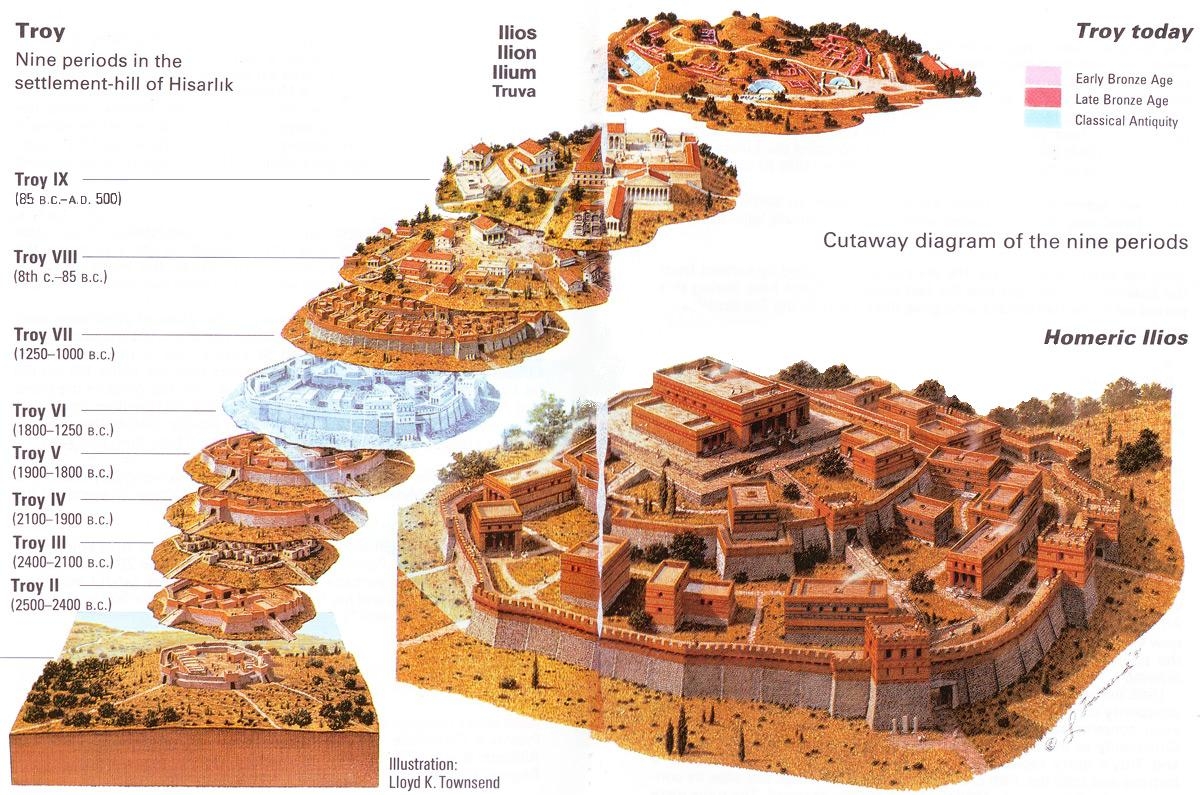 Troy
Nine periods in the
settlement-hill of Hisarlık
Ilios
Ilion
Ilium
Truva
Troy today
Early Bronze Age
Late Bronze Age
Classical Antiquity
Troy IX
(85 B.C.–A.D. 500)
Cutaway diagram of the nine periods
Troy VIII
(8th c.–85 B.C.)
Troy VII
(1250–1000 B.C.)
Homeric Ilios
Troy VI
(1800–1250 B.C.)
Troy V
(1900–1800 B.C.)
Troy IV
(2100–1900 B.C.)
Troy III
(2400–2100 B.C.)
Troy II
(2500–2400 B.C.)
Illustration:
Lloyd K. Townsend